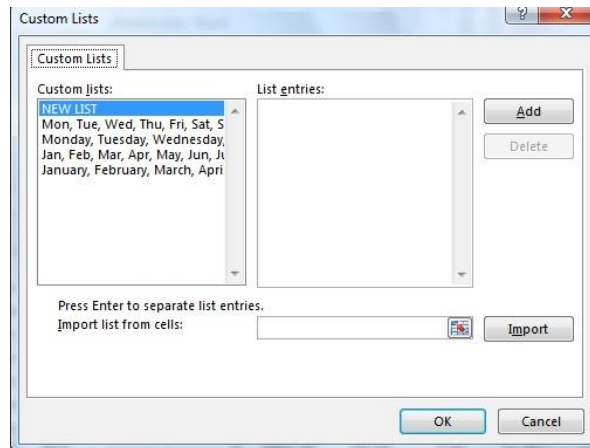 Custom Lists
Custom Lists
Custom lists:
NEW LIST
Mon, Tue, Wed, Thu, Fri, Sat, S
Monday, Tuesday, Wednesday,
Jan, Feb, Mar, Apr, May, Jun, Ju
January, February, March, Apri
List entries:
Add
Delete
Press Enter to separate list entries.
Import list from cells:
Import
OK
Cancel